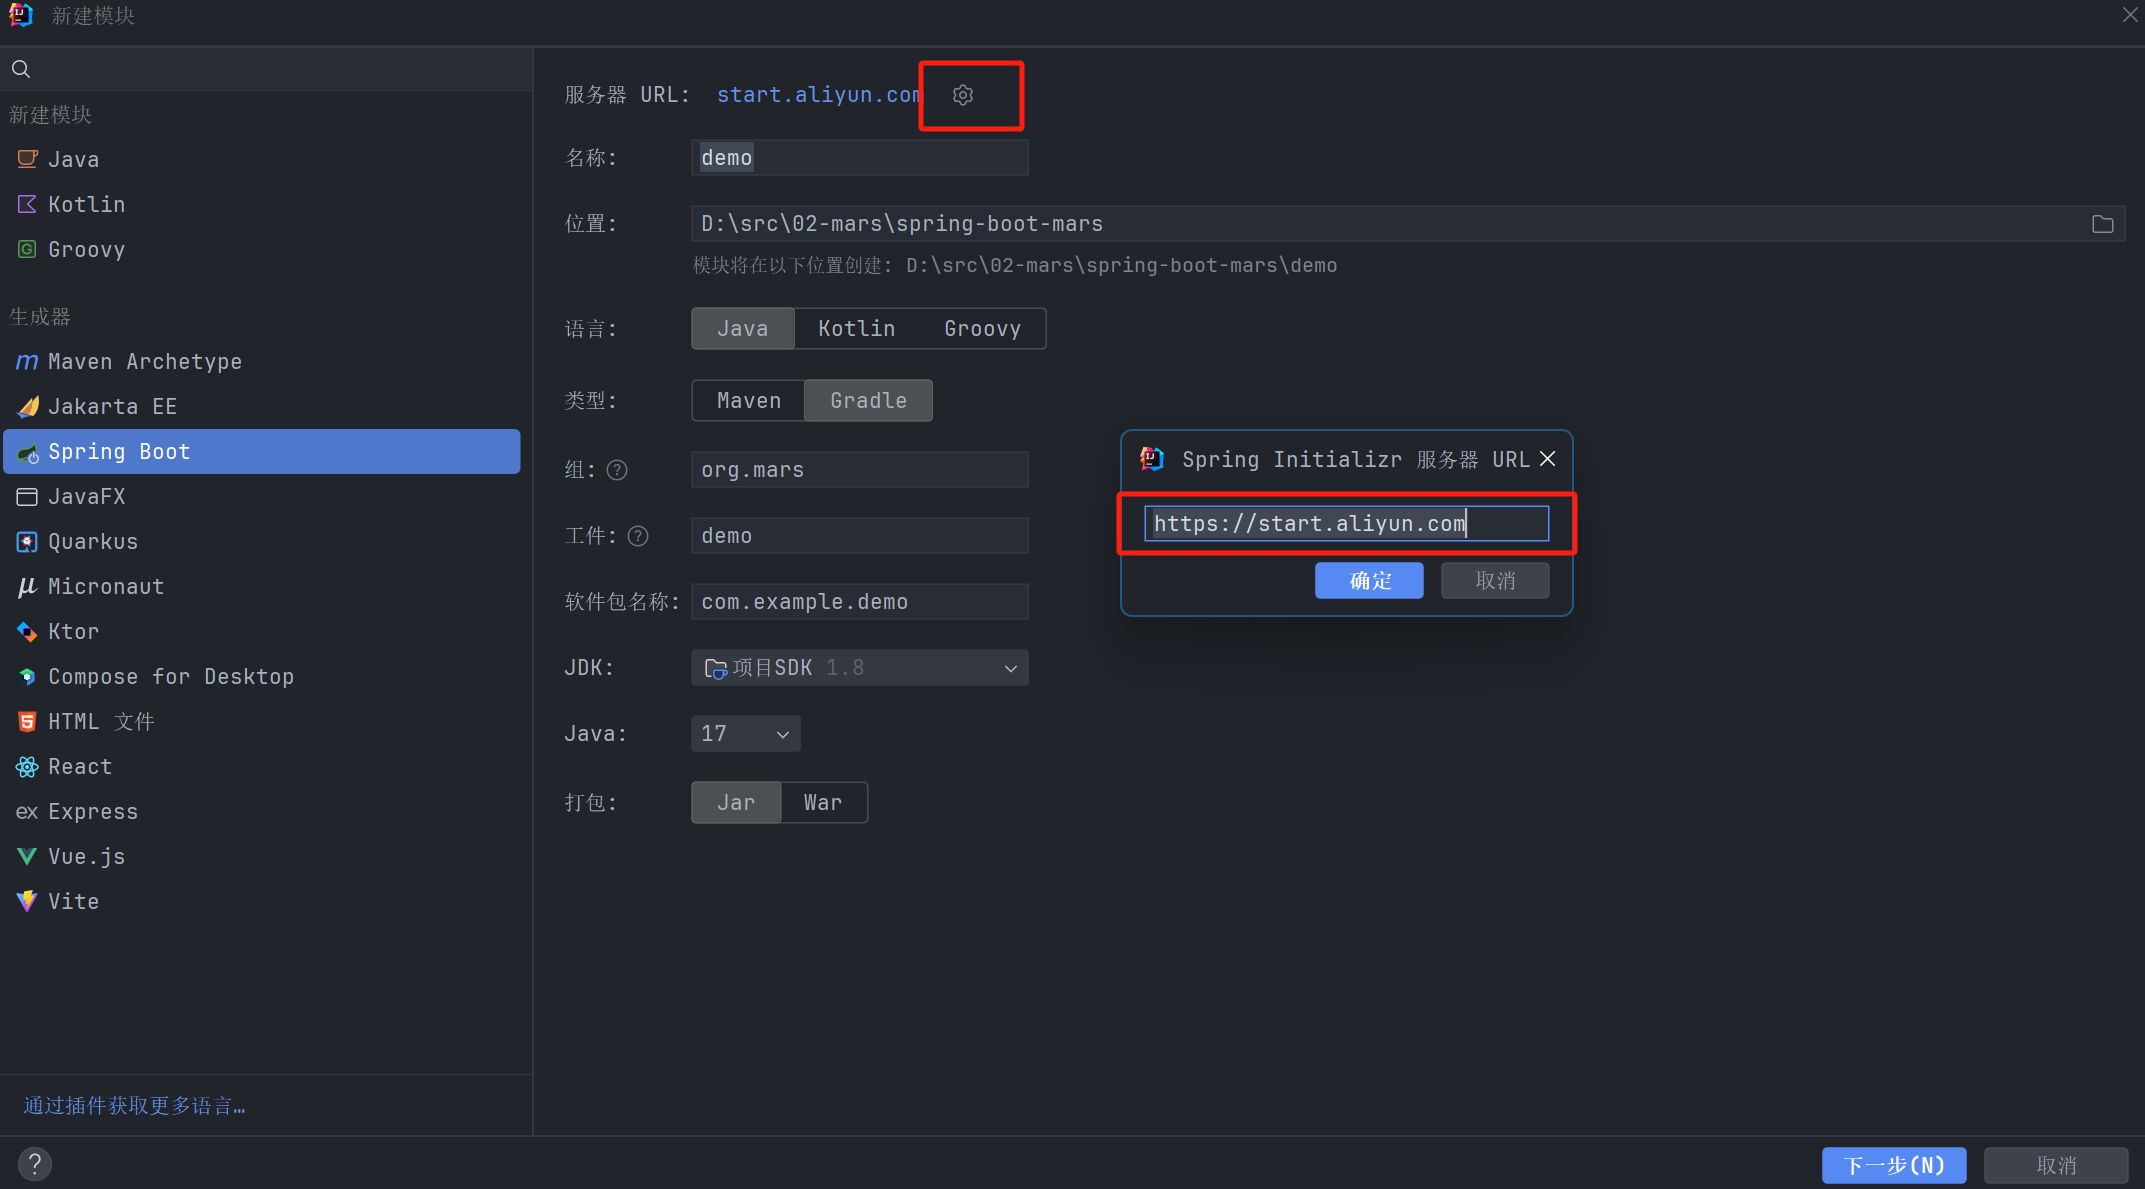 新建模块
新建模块
Java
Kotlin
Groovy
生成器
Maven Archetype
Jakarta EE
Spring Boot
JavaFX
Quarkus
Micronaut
Ktor
Compose for Desktop
HTML 文件
React
Express
Vue.js
Vite
通过插件获取更多语言…
服务器 URL: start.aliyun.com
名称: demo
位置: D:\src\02-mars\spring-boot-mars
模块将在以下位置创建: D:\src\02-mars\spring-boot-mars\demo
语言: Java Kotlin Groovy
类型: Maven Gradle
组: ? org.mars
工件: ? demo
软件包名称: com.example.demo
JDK: 项目SDK 1.8
Java: 17
打包: Jar War
Spring Initializr 服务器 URL
https://start.aliyun.com
确定 取消
? 下一步(N) 取消